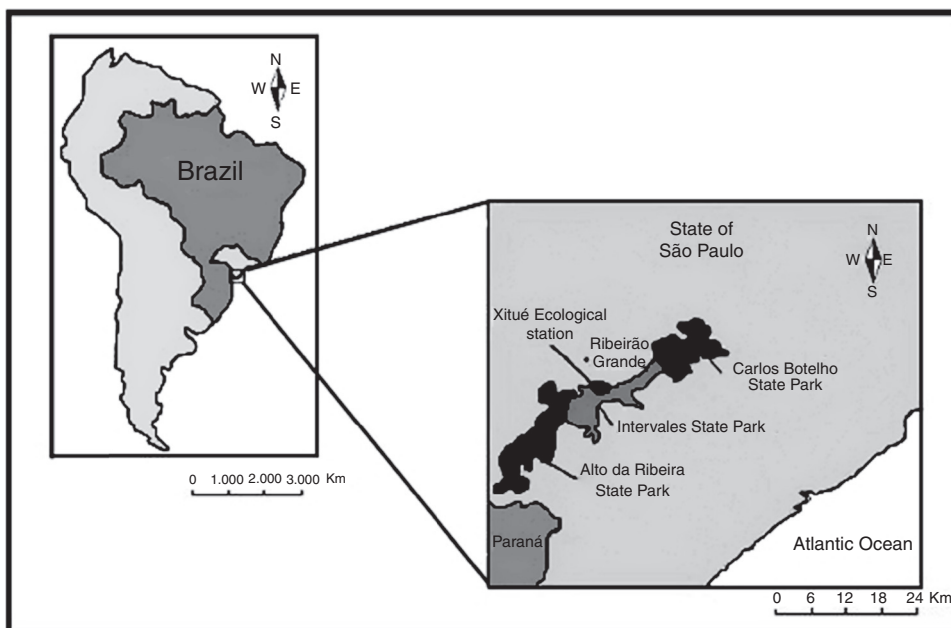 N
W E
S
Brazil
0 1.000 2.000 3.000 Km
State of
São Paulo
N
W E
S
Xitué Ecological
station
Ribeirão
Grande
Carlos Botelho
State Park
Intervales State Park
Alto da Ribeira
State Park
Paraná
Atlantic Ocean
0 6 12 18 24 Km